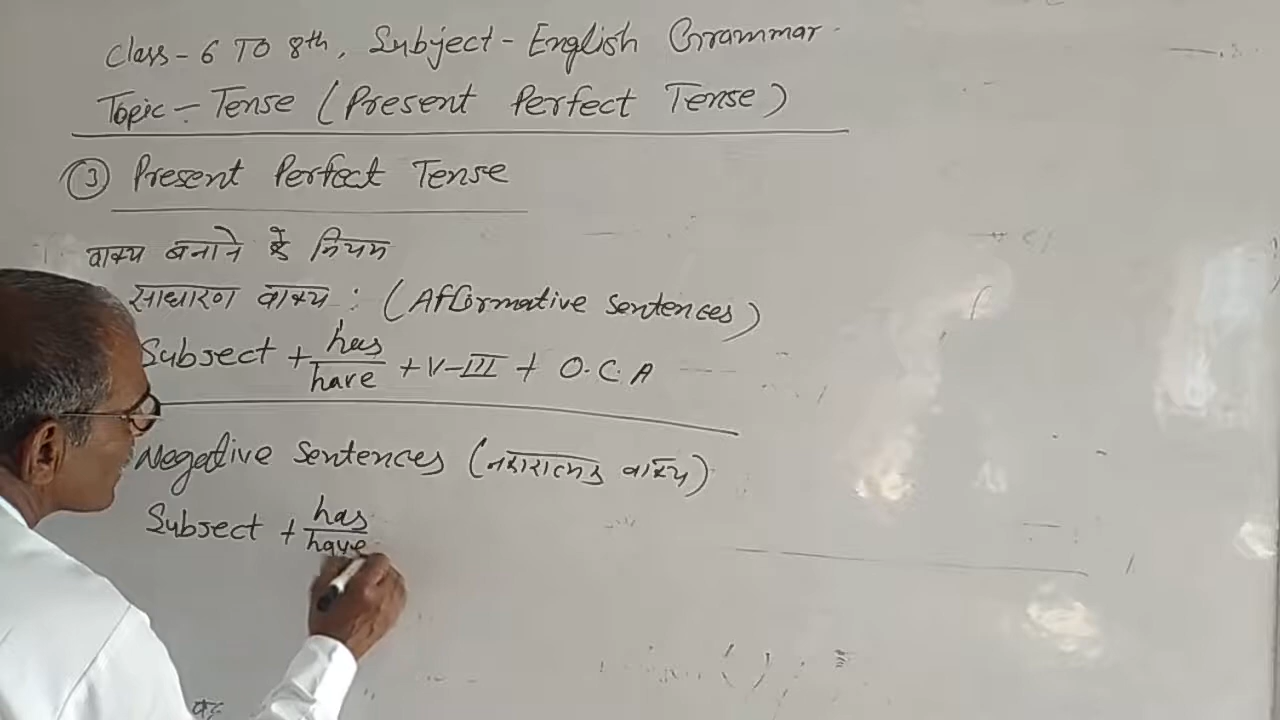 Class - 6 TO 8th, Subject - English Grammar
Topic - Tense (Present Perfect Tense)
③ Present Perfect Tense
वाक्य बनाने के नियम
साधारण वाक्य : (Affirmative Sentences)
Subject + has/have + V-III + O.C.A
Negative Sentences (नकारात्मक वाक्य)
Subject + has/have